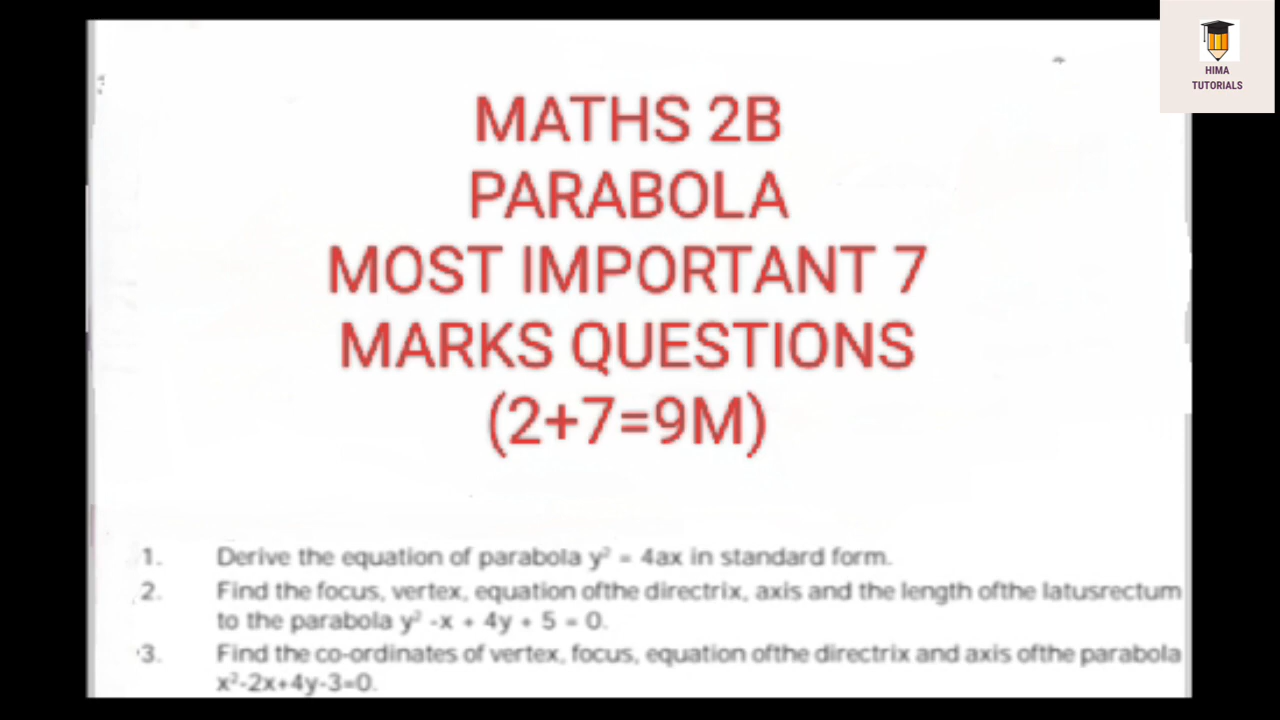 HIMA
TUTORIALS
MATHS 2B
PARABOLA
MOST IMPORTANT 7
MARKS QUESTIONS
(2+7=9M)
1. Derive the equation of parabola y² = 4ax in standard form.
2. Find the focus, vertex, equation ofthe directrix, axis and the length ofthe latusrectum
to the parabola y² -x + 4y + 5 = 0.
3. Find the co-ordinates of vertex, focus, equation ofthe directrix and axis ofthe parabola
x²-2x+4y-3=0.